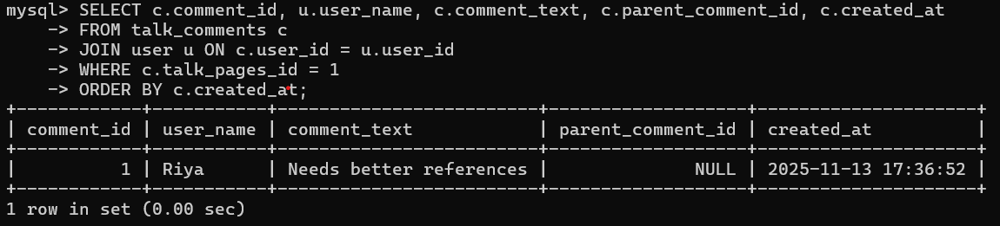 mysql> SELECT c.comment_id, u.user_name, c.comment_text, c.parent_comment_id, c.created_at
    -> FROM talk_comments c
    -> JOIN user u ON c.user_id = u.user_id
    -> WHERE c.talk_pages_id = 1
    -> ORDER BY c.created_at;
+------------+-----------+--------------------------+-------------------+---------------------+
| comment_id | user_name | comment_text             | parent_comment_id | created_at          |
+------------+-----------+--------------------------+-------------------+---------------------+
|          1 | Riya      | Needs better references |              NULL | 2025-11-13 17:36:52 |
+------------+-----------+--------------------------+-------------------+---------------------+
1 row in set (0.00 sec)